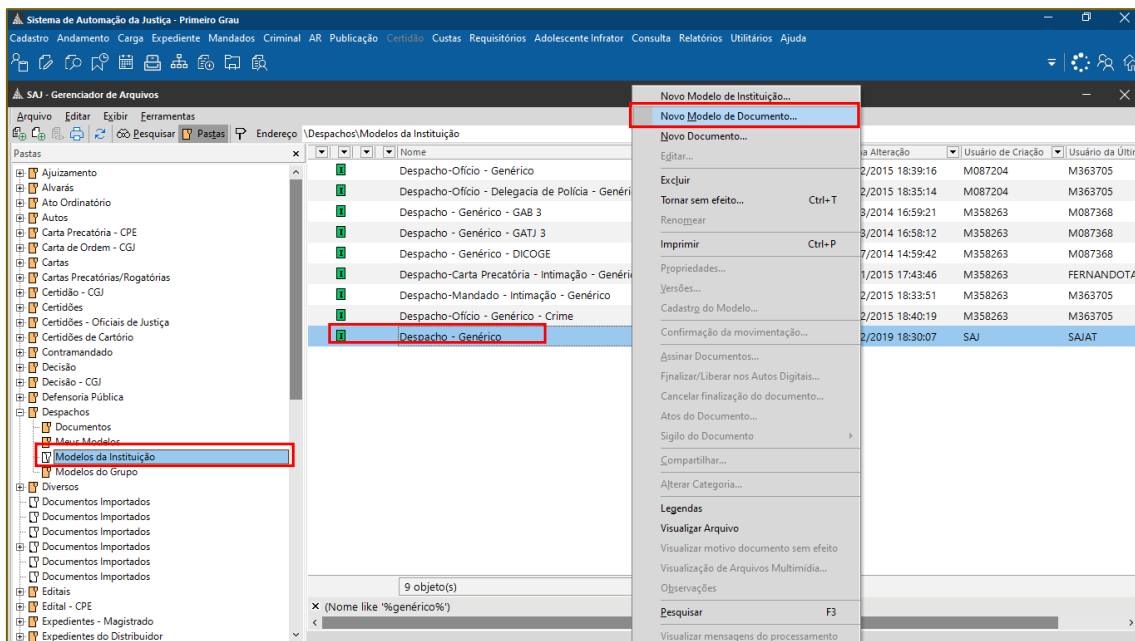 Sistema de Automação da Justiça - Primeiro Grau
Cadastro Andamento Carga Expediente Mandados Criminal AR Publicação Certidão Custas Requisitórios Adolescente Infrator Consulta Relatórios Utilitários Ajuda
SAJ - Gerenciador de Arquivos
Arquivo Editar Exibir Ferramentas
Pesquisar Pastas Endereço \Despachos\Modelos da Instituição
Pastas
Ajuizamento
Alvarás
Ato Ordinatório
Autos
Carta Precatória - CPE
Carta de Ordem - CGJ
Cartas
Cartas Precatórias/Rogatórias
Certidão - CGJ
Certidões
Certidões - Oficiais de Justiça
Certidões de Cartório
Contramandado
Decisão
Decisão - CGJ
Defensoria Pública
Despachos
Documentos
Meus Modelos
Modelos da Instituição
Modelos do Grupo
Diversos
Documentos Importados
Documentos Importados
Documentos Importados
Documentos Importados
Documentos Importados
Documentos Importados
Editais
Edital - CPE
Expedientes - Magistrado
Expedientes do Distribuidor
Nome
Despacho-Ofício - Genérico
Despacho-Ofício - Delegacia de Polícia - Genéri
Despacho - Genérico - GAB 3
Despacho - Genérico - GATJ 3
Despacho - Genérico - DICOGE
Despacho-Carta Precatória - Intimação - Genéri
Despacho-Mandado - Intimação - Genérico
Despacho-Ofício - Genérico - Crime
Despacho - Genérico
9 objeto(s)
(Nome like '%genérico%')
Novo Modelo de Instituição...
Novo Modelo de Documento...
Novo Documento...
Editar...
Excluir
Tornar sem efeito... Ctrl+T
Renomear
Imprimir Ctrl+P
Propriedades...
Versões...
Cadastro do Modelo...
Confirmação da movimentação...
Assinar Documentos...
Finalizar/Liberar nos Autos Digitais...
Cancelar finalização do documento...
Atos do Documento...
Sigilo do Documento
Compartilhar...
Alterar Categoria...
Legendas
Visualizar Arquivo
Visualizar motivo documento sem efeito
Visualização de Arquivos Multimídia...
Observações
Pesquisar F3
Visualizar mensagens do processamento
a Alteração Usuário de Criação Usuário da Últir
2/2015 18:39:16 M087204 M363705
2/2015 18:35:14 M087204 M363705
3/2014 16:59:21 M358263 M087368
3/2014 16:58:12 M358263 M087368
7/2014 14:59:42 M358263 M087368
1/2015 17:43:46 M358263 FERNANDOTA
2/2015 18:33:51 M358263 M363705
2/2015 18:40:19 M358263 M363705
2/2019 18:30:07 SAJ SAJAT